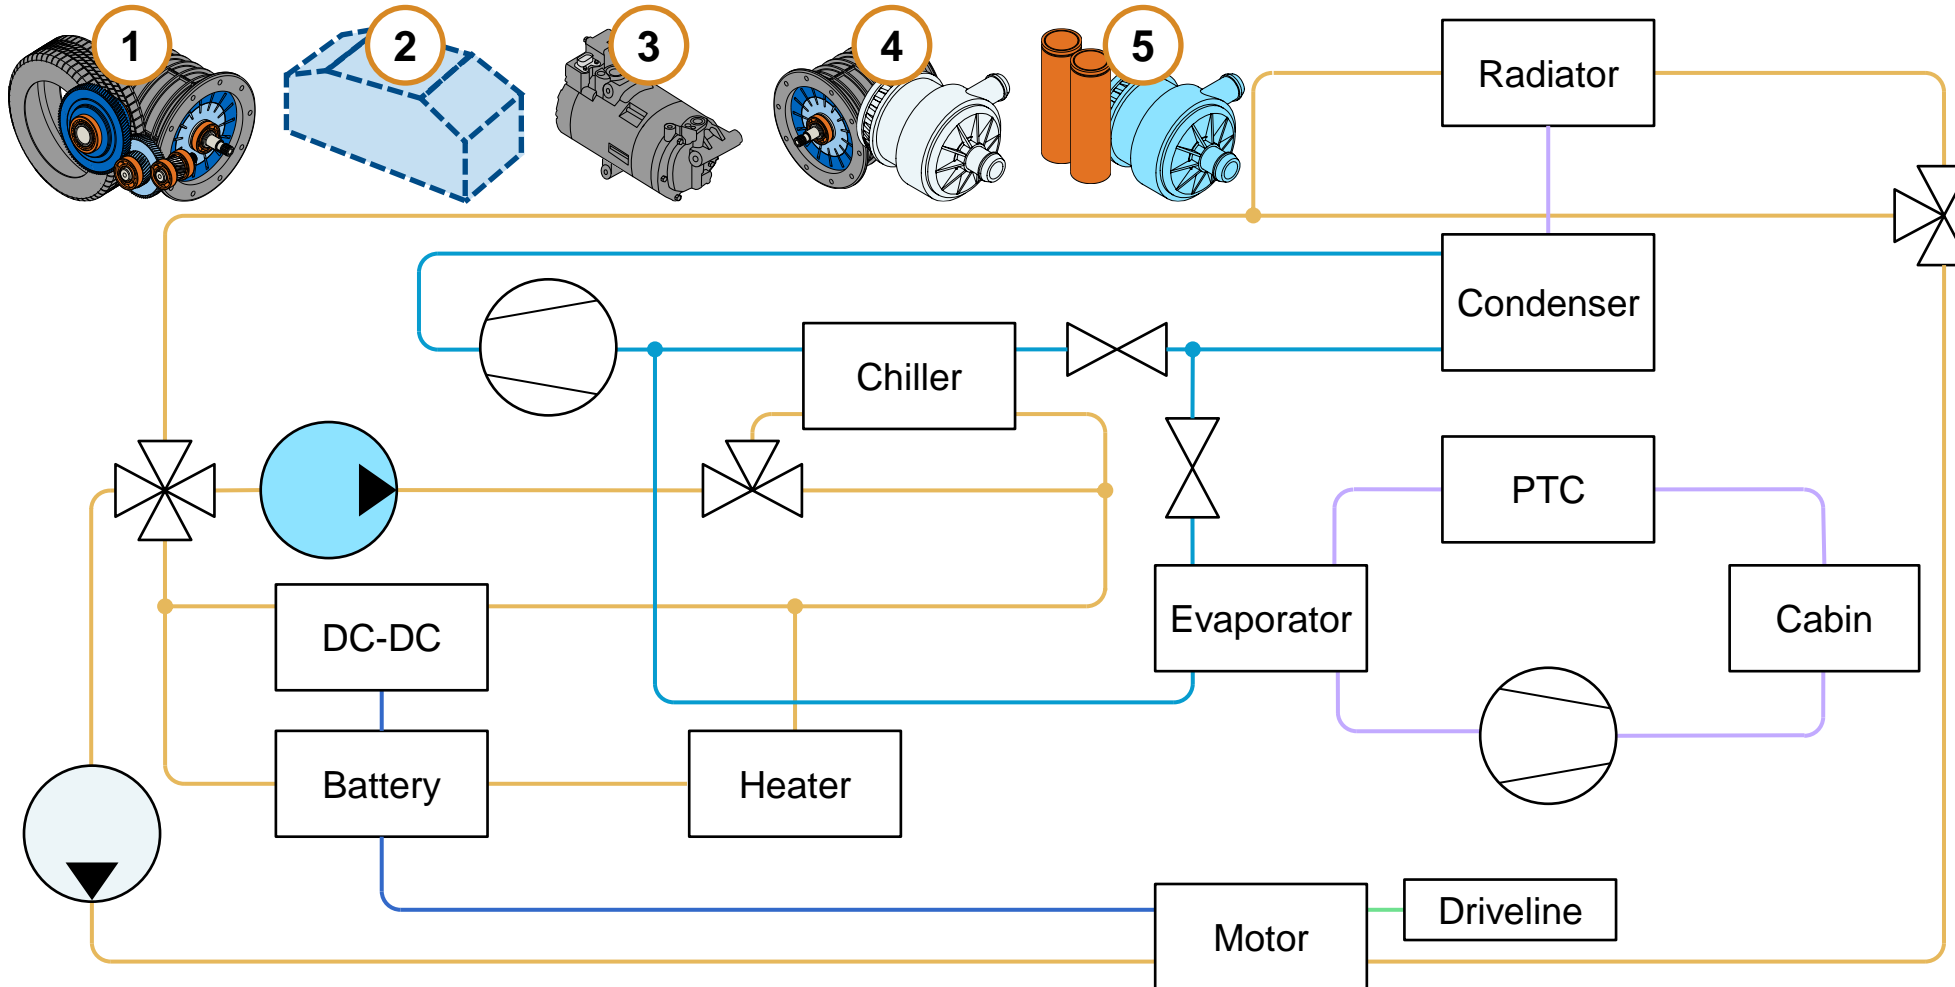 1
2
3
4
5
Radiator
Condenser
Chiller
PTC
Evaporator
Cabin
DC-DC
Battery
Heater
Driveline
Motor